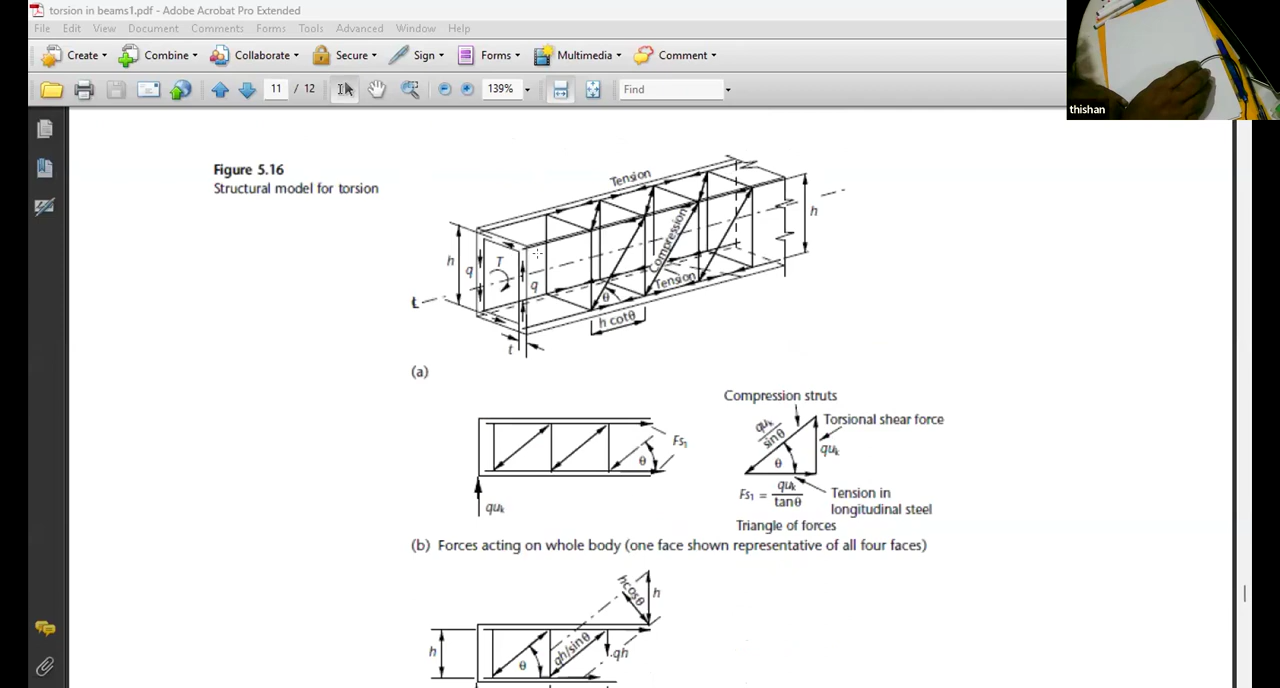 torsion in beams1.pdf - Adobe Acrobat Pro Extended
File Edit View Document Comments Forms Tools Advanced Window Help
Create Combine Collaborate Secure Sign Forms Multimedia Comment
11 / 12 139% Find
thishan
Figure 5.16
Structural model for torsion
Tension
h
h
q
T
q
Compression
Tension
θ
h cotθ
t
(a)
Compression struts
Torsional shear force
quk/sinθ
quk
θ
Fs1
θ
Fs1 = quk/tanθ
Tension in
longitudinal steel
quk
Triangle of forces
(b) Forces acting on whole body (one face shown representative of all four faces)
hcosθ
h
h
θ
qh/sinθ
qh